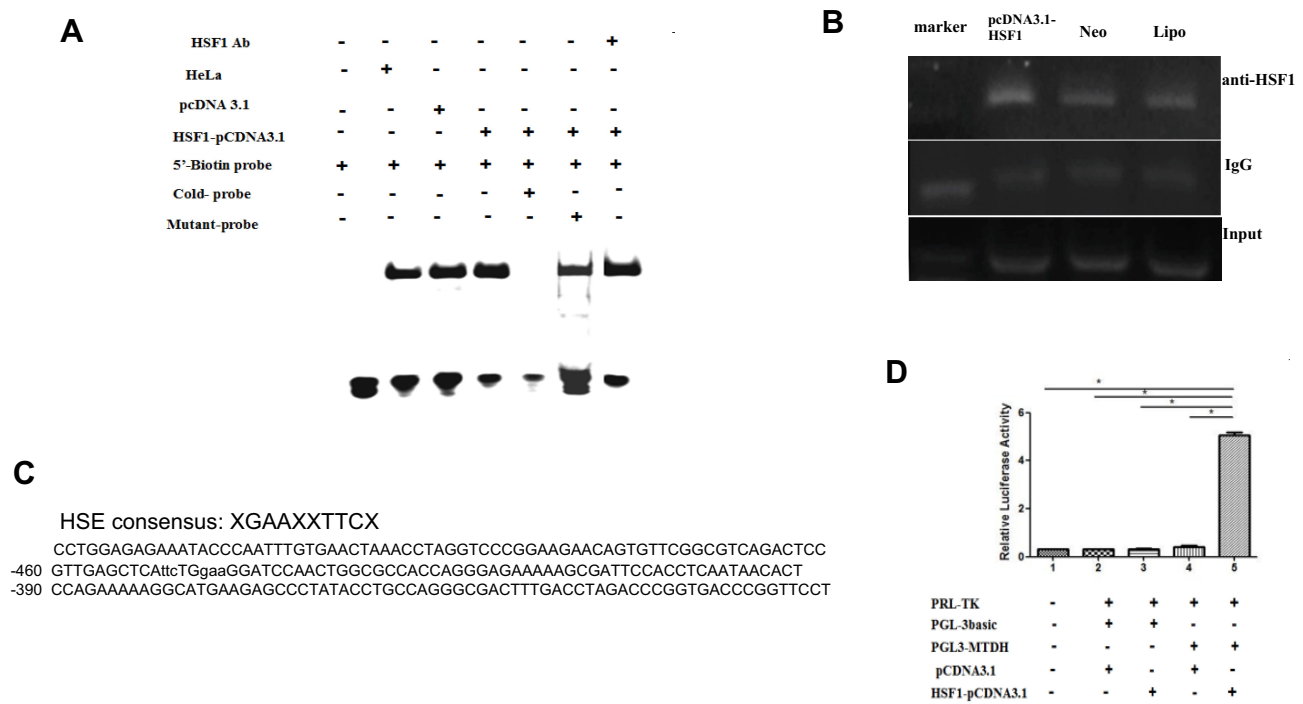 A
HSF1 Ab - - - - - - +
HeLa - + - - - - -
pcDNA 3.1 - - + - - - -
HSF1-pCDNA3.1 - - - + + + +
5'-Biotin probe + + + + + + +
Cold- probe - - - - + - -
Mutant-probe - - - - - + -
B
marker pcDNA3.1-HSF1 Neo Lipo
anti-HSF1
IgG
Input
C
HSE consensus: XGAAXXTTCX
CCTGGAGAGAAATACCCAATTTGTGAACTAAACCTAGGTCCCGGAAGAACAGTGTTCGGCGTCAGACTCC
-460 GTTGAGCTCAttcTGgaaGGATCCAACTGGCGCCACCAGGGAGAAAAAGCGATTCCACCTCAATAACACT
-390 CCAGAAAAAGGCATGAAGAGCCCTATACCTGCCAGGGCGACTTTGACCTAGACCCGGTGACCCGGTTCCT
D
* * * *
Relative Luciferase Activity
6
4
2
0
1 2 3 4 5
PRL-TK - + + + +
PGL-3basic - + + - -
PGL3-MTDH - - - + +
pCDNA3.1 - + - + -
HSF1-pCDNA3.1 - - + - +